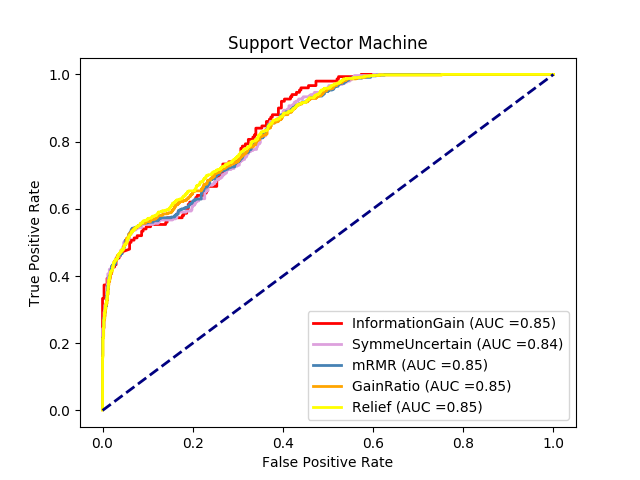 Support Vector Machine
True Positive Rate
1.0
0.8
0.6
0.4
0.2
0.0
InformationGain (AUC =0.85)
SymmeUncertain (AUC =0.84)
mRMR (AUC =0.85)
GainRatio (AUC =0.85)
Relief (AUC =0.85)
0.0 0.2 0.4 0.6 0.8 1.0
False Positive Rate